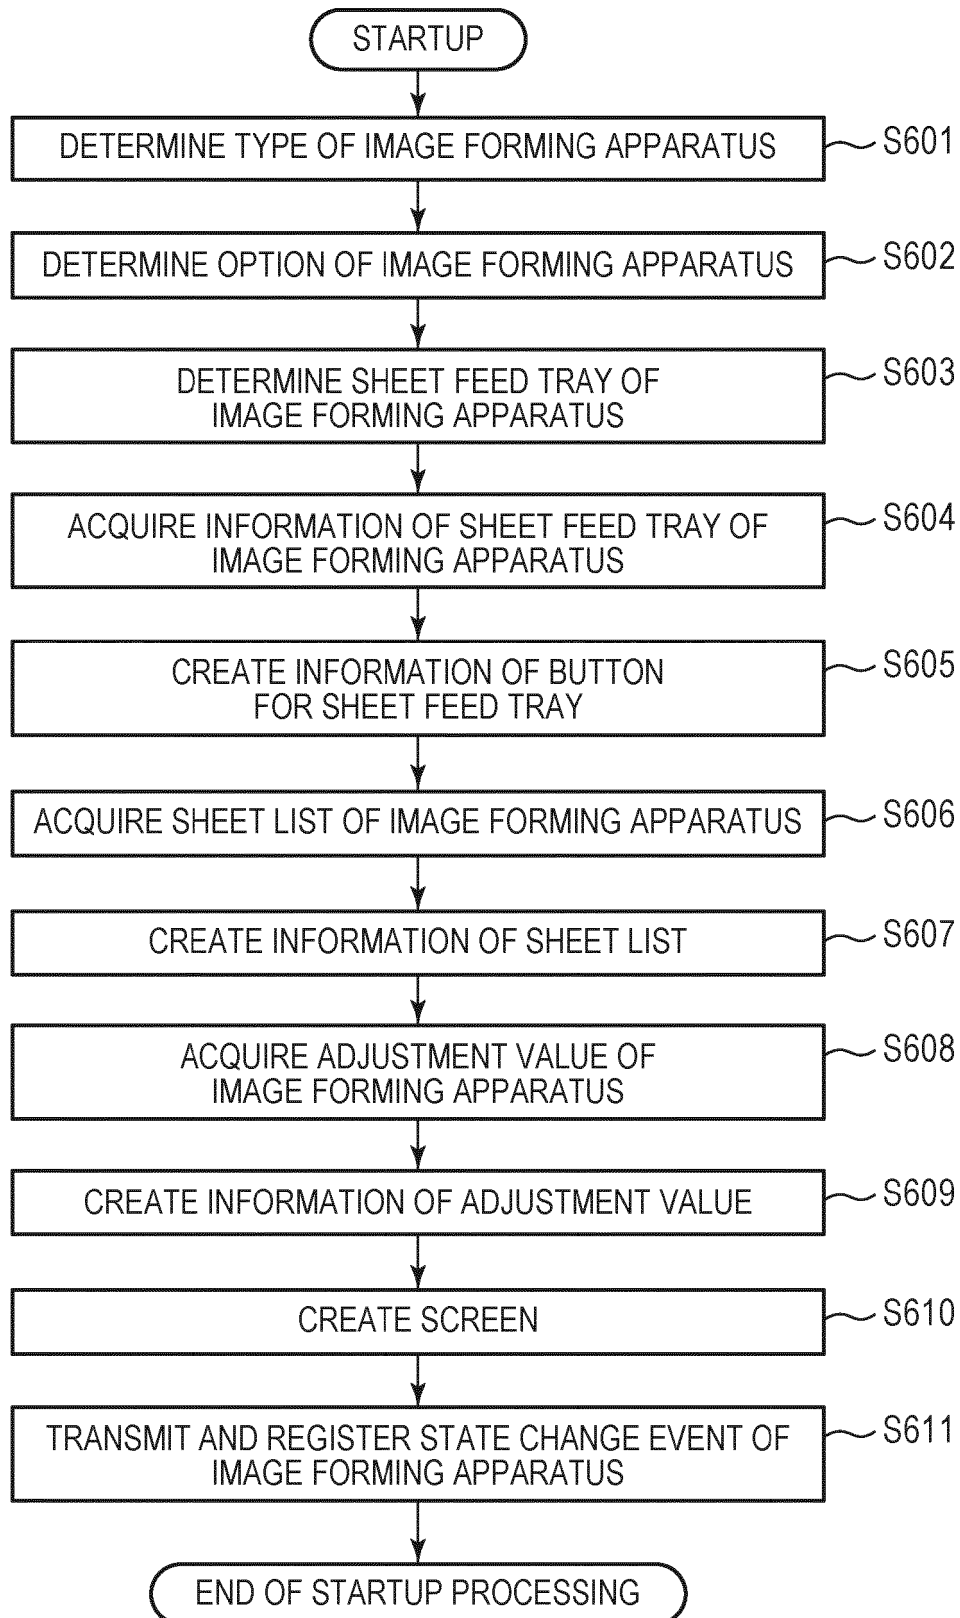 STARTUP
DETERMINE TYPE OF IMAGE FORMING APPARATUS
S601
DETERMINE OPTION OF IMAGE FORMING APPARATUS
S602
DETERMINE SHEET FEED TRAY OF
IMAGE FORMING APPARATUS
S603
ACQUIRE INFORMATION OF SHEET FEED TRAY OF
IMAGE FORMING APPARATUS
S604
CREATE INFORMATION OF BUTTON
FOR SHEET FEED TRAY
S605
ACQUIRE SHEET LIST OF IMAGE FORMING APPARATUS
S606
CREATE INFORMATION OF SHEET LIST
S607
ACQUIRE ADJUSTMENT VALUE OF
IMAGE FORMING APPARATUS
S608
CREATE INFORMATION OF ADJUSTMENT VALUE
S609
CREATE SCREEN
S610
TRANSMIT AND REGISTER STATE CHANGE EVENT OF
IMAGE FORMING APPARATUS
S611
END OF STARTUP PROCESSING